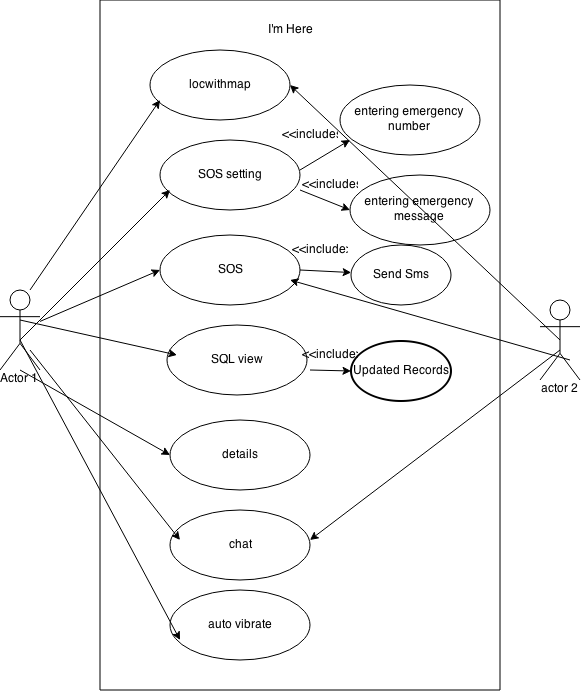 I'm Here
locwithmap
entering emergency
number
<<include:
SOS setting
<<include:
entering emergency
message
<<include:
SOS
Send Sms
<<include:
SQL view
Updated Records
Actor 1
actor 2
details
chat
auto vibrate